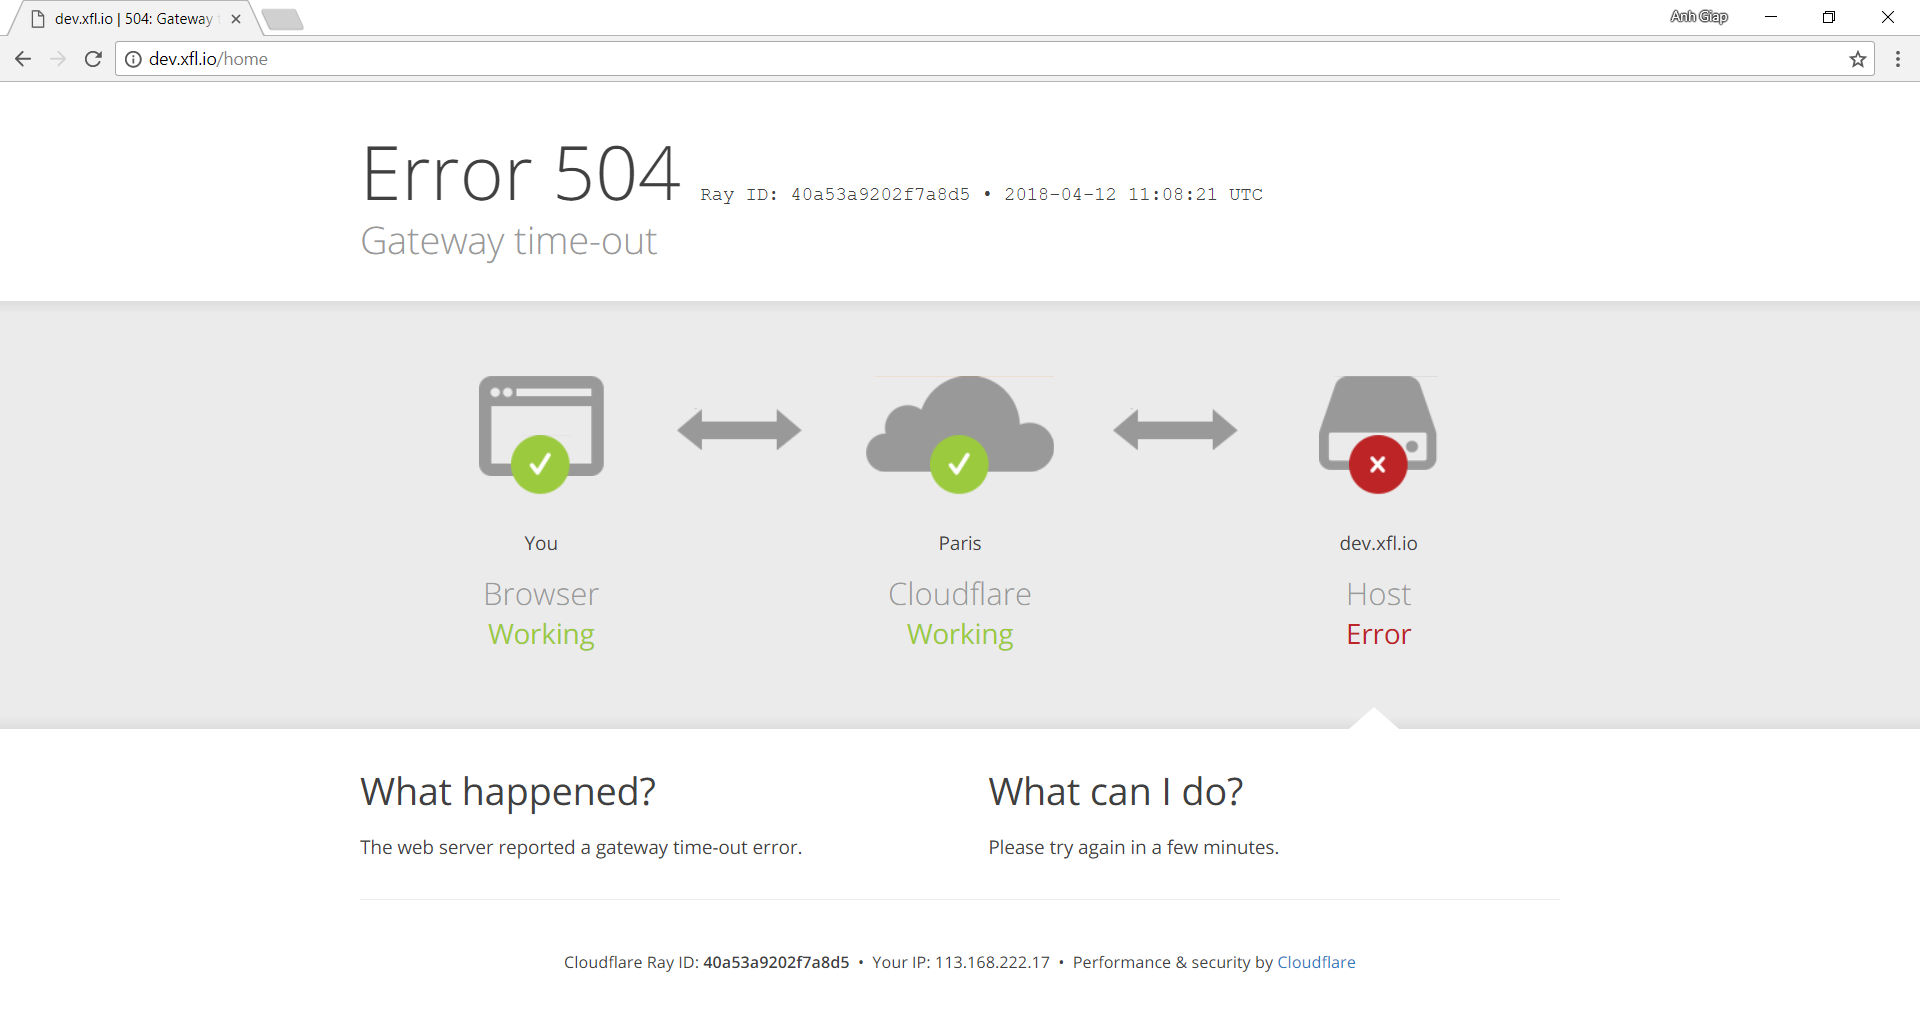 dev.xfl.io | 504: Gateway
Anh Giap
dev.xfl.io/home
Error 504 Ray ID: 40a53a9202f7a8d5 • 2018-04-12 11:08:21 UTC
Gateway time-out
You
Browser
Working
Paris
Cloudflare
Working
dev.xfl.io
Host
Error
What happened?
The web server reported a gateway time-out error.
What can I do?
Please try again in a few minutes.
Cloudflare Ray ID: 40a53a9202f7a8d5 • Your IP: 113.168.222.17 • Performance & security by Cloudflare